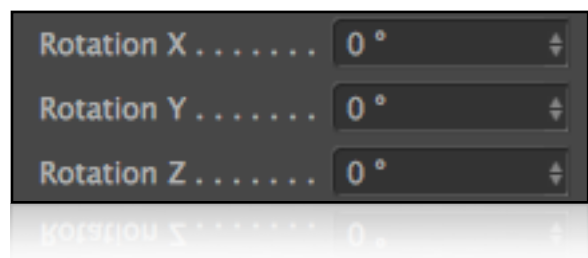 Rotation X . . . . . . . 0 °
Rotation Y . . . . . . . 0 °
Rotation Z . . . . . . . 0 °